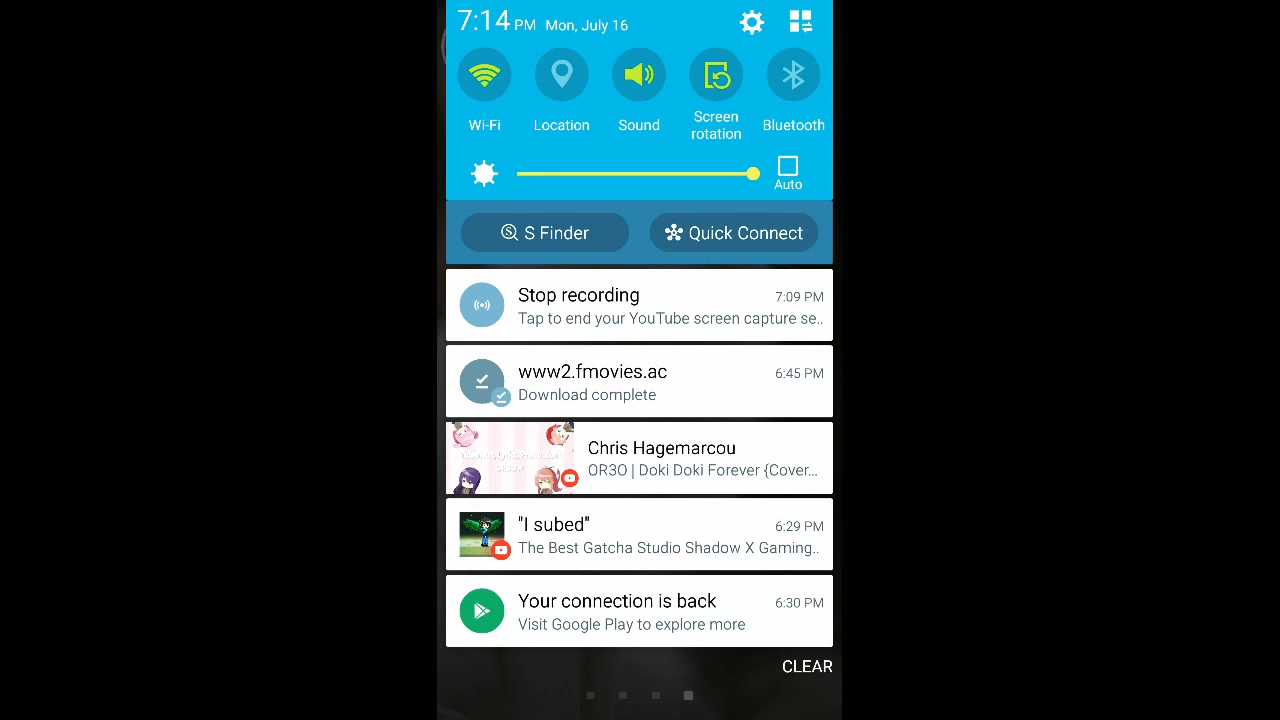 7:14 PM Mon, July 16
Wi-Fi
Location
Sound
Screen
rotation
Bluetooth
Auto
S Finder
Quick Connect
Stop recording 7:09 PM
Tap to end your YouTube screen capture se..
www2.fmovies.ac 6:45 PM
Download complete
Chris Hagemarcou
OR3O | Doki Doki Forever {Cover...
"I subed" 6:29 PM
The Best Gatcha Studio Shadow X Gaming..
Your connection is back 6:30 PM
Visit Google Play to explore more
CLEAR